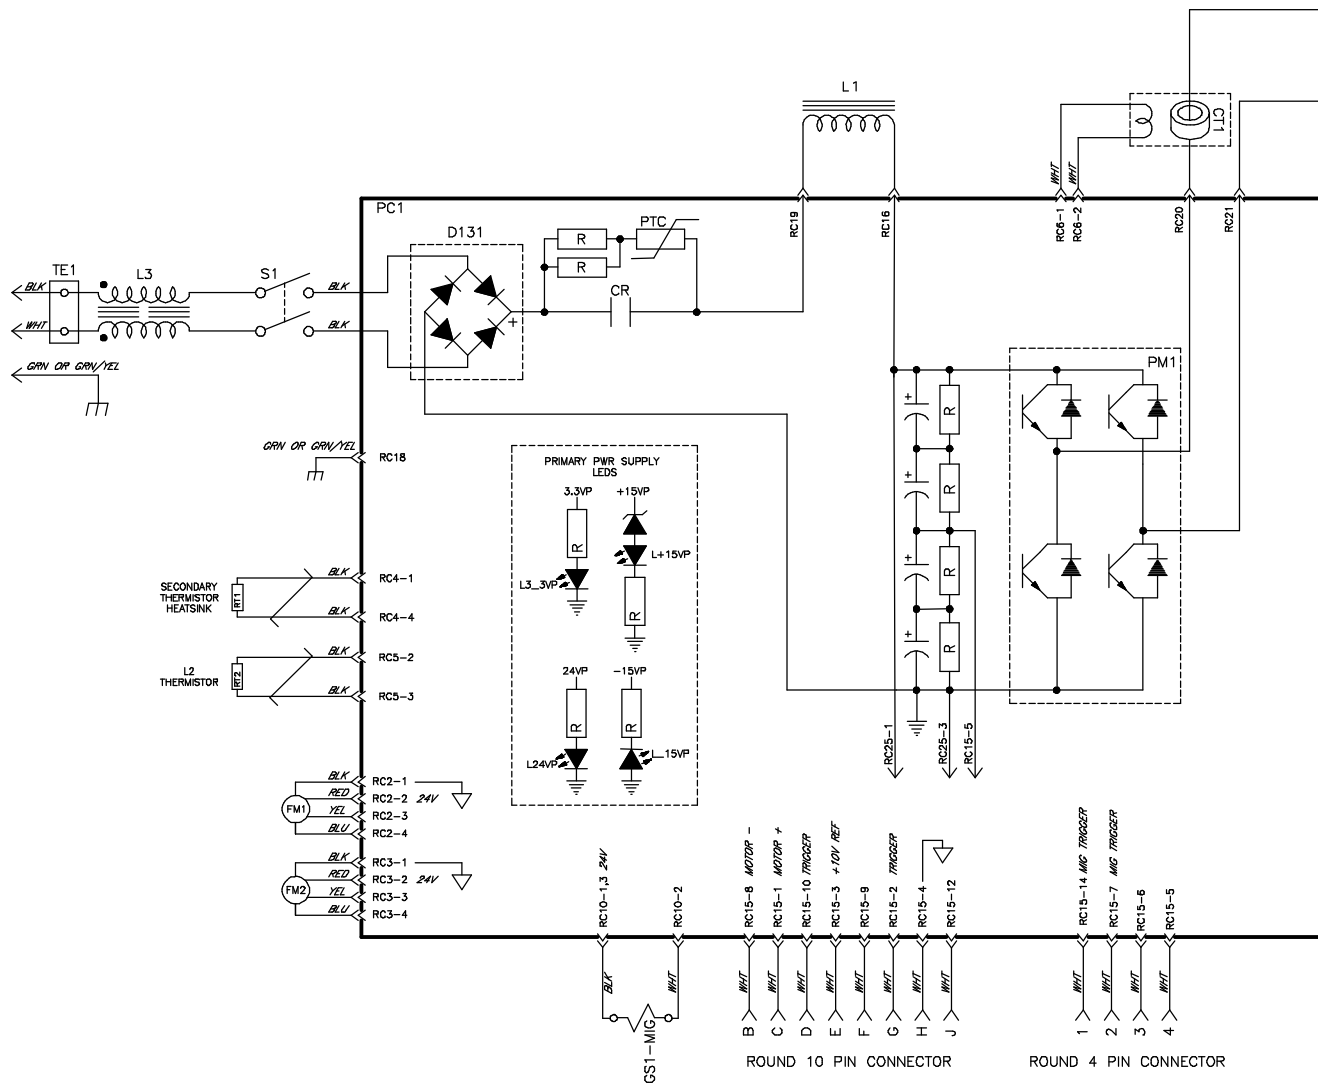 L1
CT1
WHT
WHT
PC1
RC19
RC16
RC6-1
RC6-2
RC20
RC21
D131
PTC
R
R
CR
+
TE1
L3
S1
BLK
BLK
WHT
BLK
GRN OR GRN/YEL
PM1
+
R
+
R
+
R
+
R
GRN OR GRN/YEL
RC18
PRIMARY PWR SUPPLY
LEDS
3.3VP
+15VP
R
L+15VP
L3_3VP
R
24VP
-15VP
R
R
L24VP
L_15VP
SECONDARY
THERMISTOR
HEATSINK
RT1
BLK
RC4-1
BLK
RC4-4
L2
THERMISTOR
RT2
BLK
RC5-2
BLK
RC5-3
RC25-1
RC25-3
RC15-5
FM1
BLK
RC2-1
RED
RC2-2 24V
YEL
RC2-3
BLU
RC2-4
FM2
BLK
RC3-1
RED
RC3-2 24V
YEL
RC3-3
BLU
RC3-4
RC10-1,3 24V
RC10-2
RC15-8 MOTOR -
RC15-1 MOTOR +
RC15-10 TRIGGER
RC15-3 +10V REF
RC15-9
RC15-2 TRIGGER
RC15-4
RC15-12
RC15-14 MIG TRIGGER
RC15-7 MIG TRIGGER
RC15-6
RC15-5
BLK
WHT
WHT
WHT
WHT
WHT
WHT
WHT
WHT
WHT
WHT
WHT
WHT
WHT
GS1-MIG
B
C
D
E
F
G
H
J
1
2
3
4
ROUND 10 PIN CONNECTOR
ROUND 4 PIN CONNECTOR